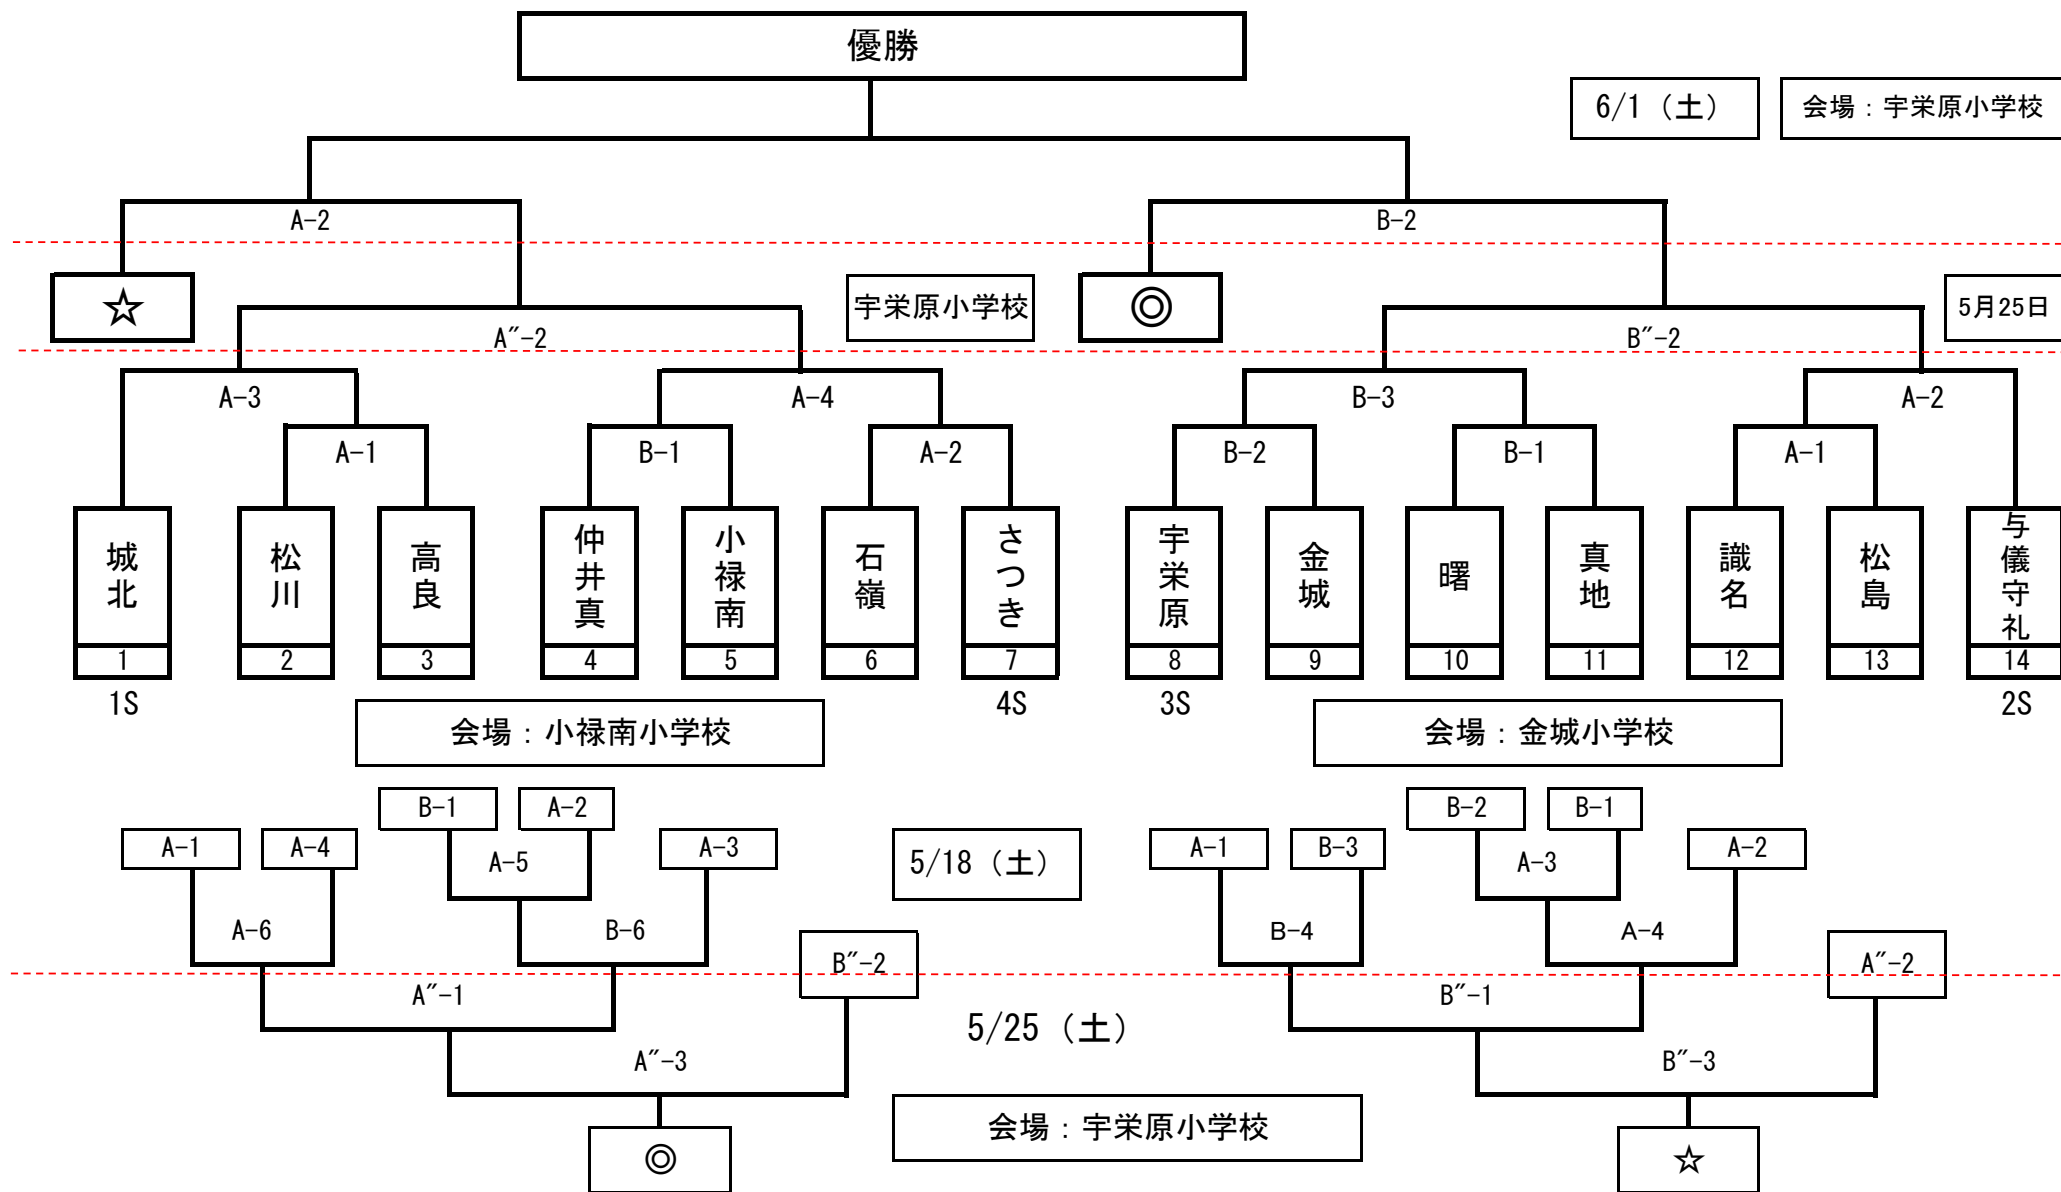 優勝
6/1（土）
会場：宇栄原小学校
A-2
B-2
☆
宇栄原小学校
◎
5月25日
A″-2
B″-2
A-3
A-4
B-3
A-2
A-1
B-1
A-2
B-2
B-1
A-1
城北
松川
高良
仲井真
小禄南
石嶺
さつき
宇栄原
金城
曙
真地
識名
松島
与儀守礼
1
2
3
4
5
6
7
8
9
10
11
12
13
14
1S
4S
3S
2S
会場：小禄南小学校
会場：金城小学校
B-1
A-2
B-2
B-1
A-1
A-4
A-5
A-3
5/18（土）
A-1
B-3
A-3
A-2
A-6
B-6
B-4
A-4
B″-2
A″-2
A″-1
B″-1
5/25（土）
A″-3
B″-3
会場：宇栄原小学校
◎
☆